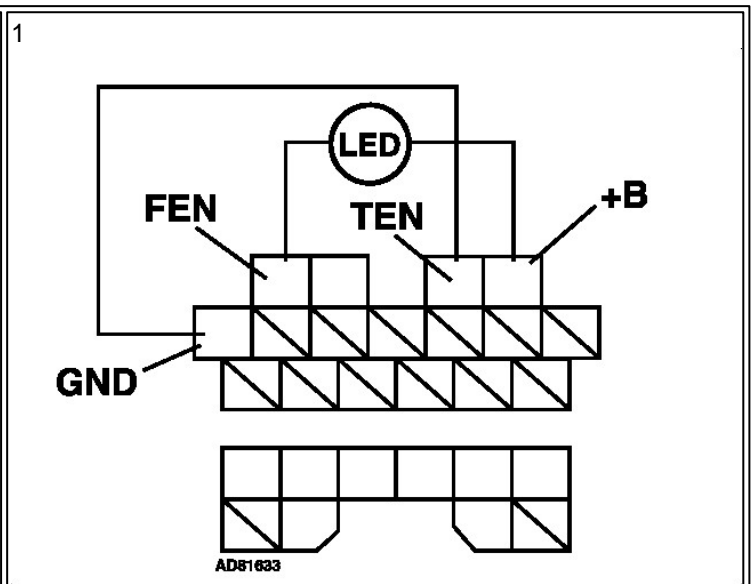 1
LED
FEN
TEN
+B
GND
AD81633